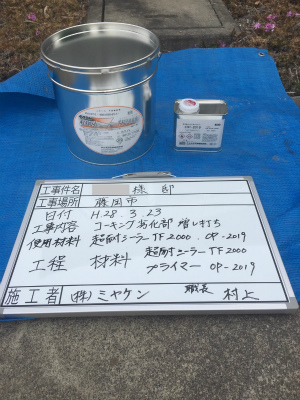 工事件名 様 邸
工事場所 藤岡市
日付 H.28.3.23
工事内容 コーキング劣化部 増し打ち
使用材料 超耐シーラーTF2000. OP-2019
工程 材料 超耐シーラーTF2000
プライマー OP-2019
施工者 (株)ミヤケン 職長 村上